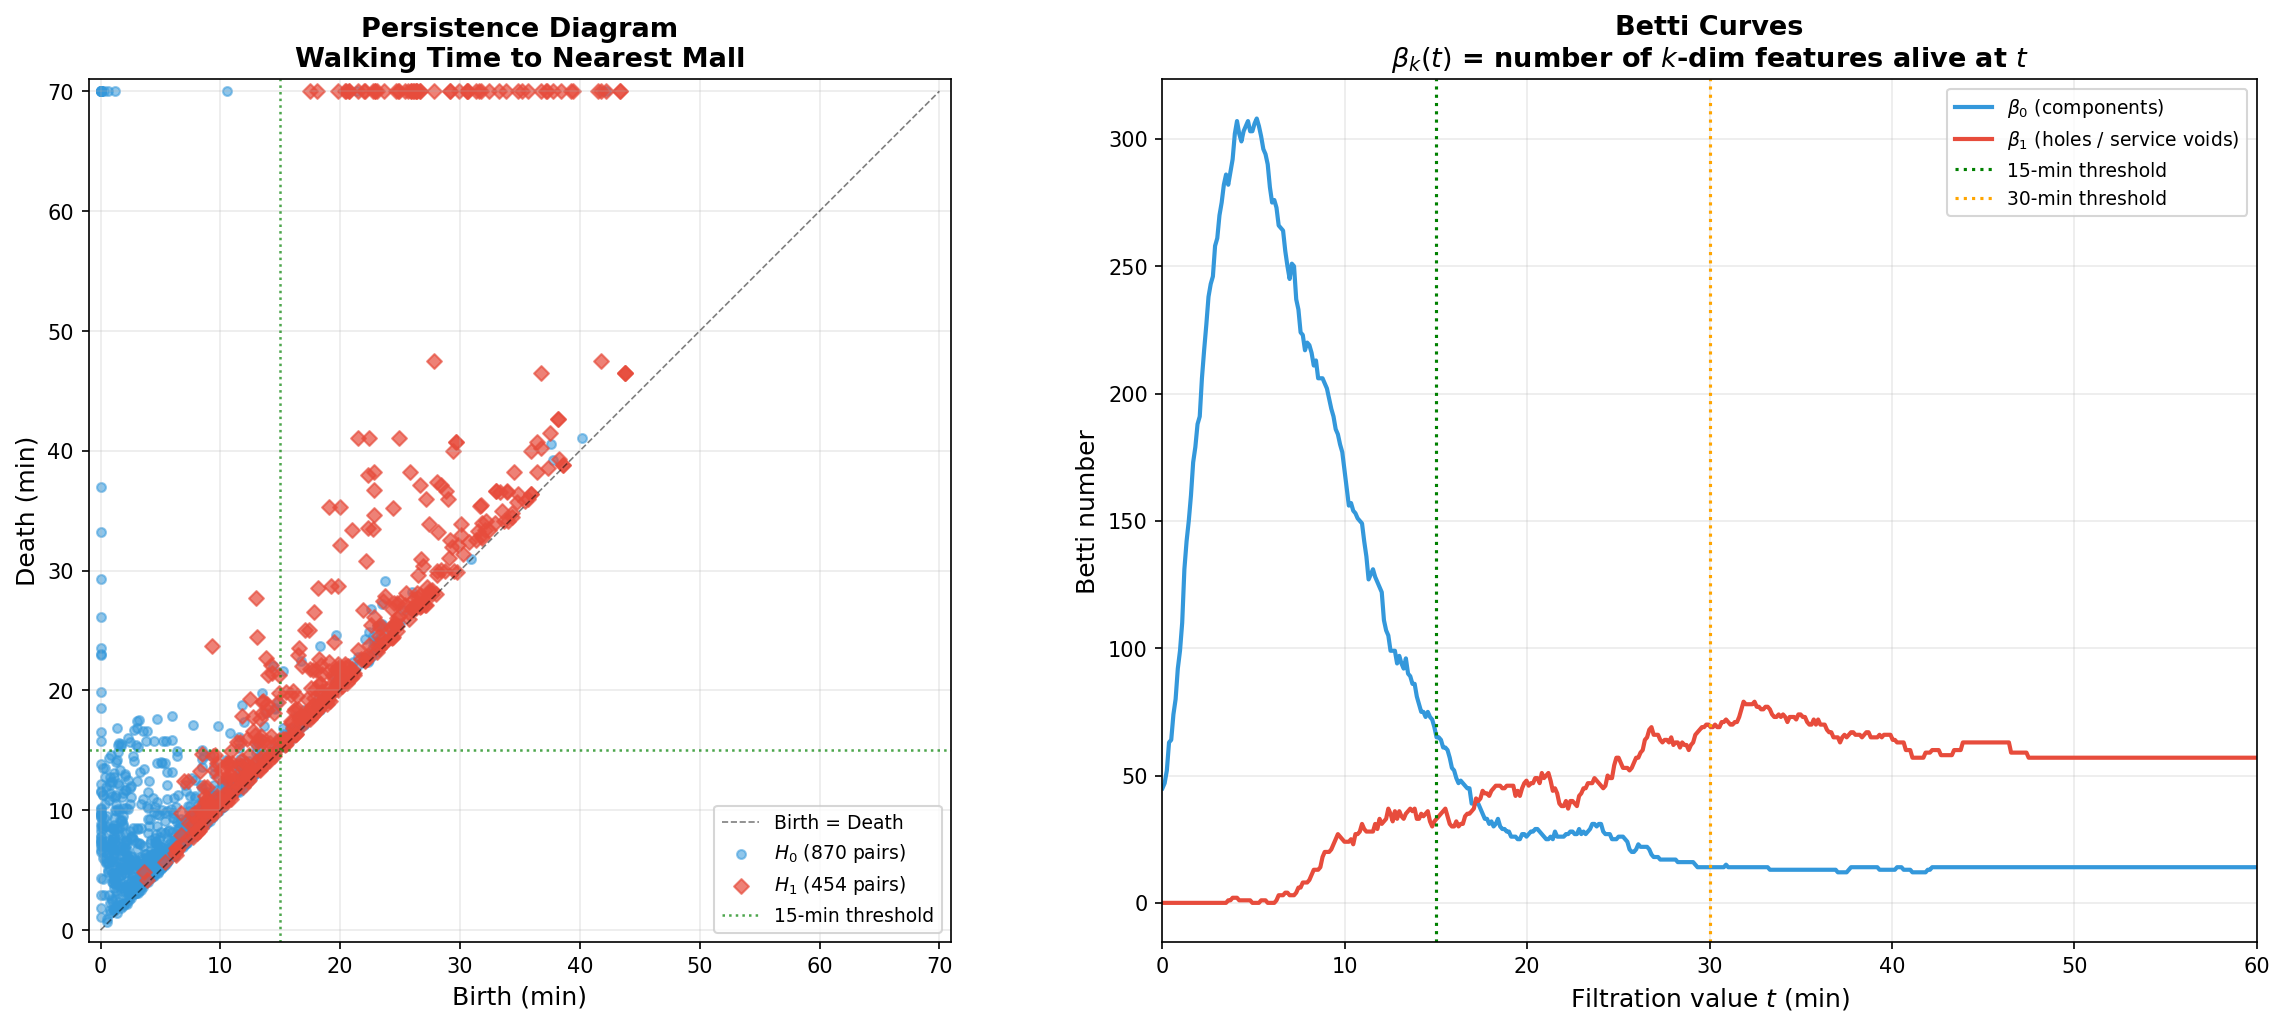 Persistence Diagram
Walking Time to Nearest Mall
70
60
50
40
30
20
10
0
Death (min)
0 10 20 30 40 50 60 70
Birth (min)
Birth = Death
H₀ (870 pairs)
H₁ (454 pairs)
15-min threshold
Betti Curves
βₖ(t) = number of k-dim features alive at t
300
250
200
150
100
50
0
Betti number
0 10 20 30 40 50 60
Filtration value t (min)
β₀ (components)
β₁ (holes / service voids)
15-min threshold
30-min threshold